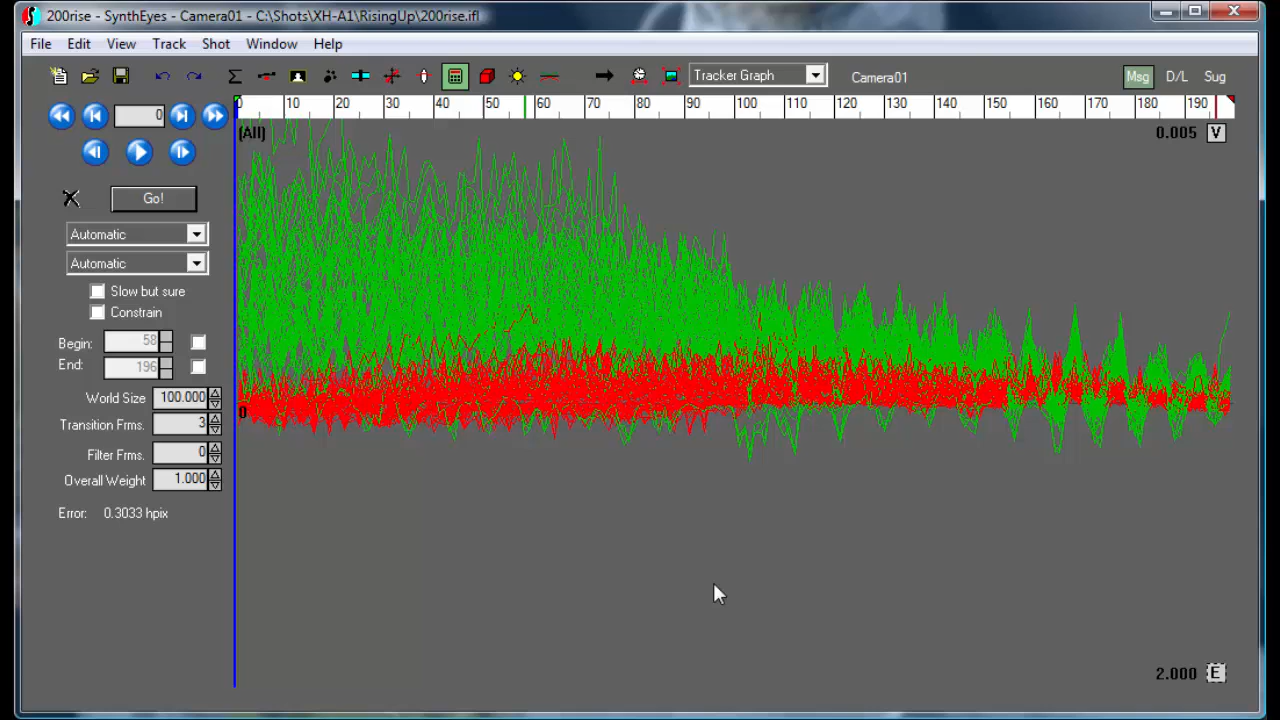 200rise - SynthEyes - Camera01 - C:\Shots\XH-A1\RisingUp\200rise.ifl
File Edit View Track Shot Window Help
Tracker Graph Camera01 Msg D/L Sug
0 0 10 20 30 40 50 60 70 80 90 100 110 120 130 140 150 160 170 180 190
(All) 0.005 V
Go!
Automatic
Automatic
Slow but sure
Constrain
Begin: 58
End: 196
World Size 100.000
0
Transition Frms. 3
Filter Frms. 0
Overall Weight 1.000
Error: 0.3033 hpix
2.000 E